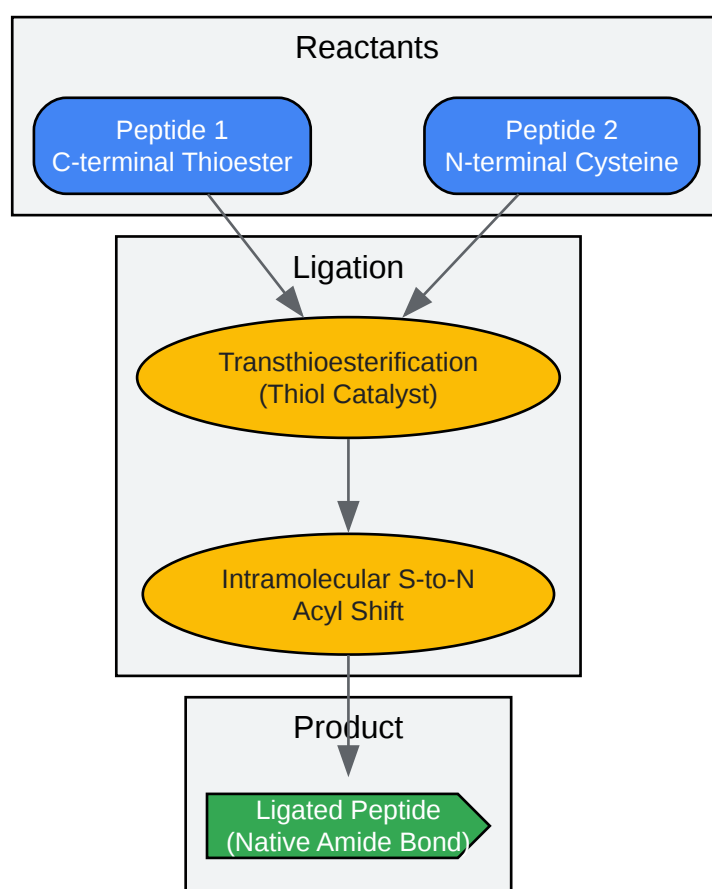 Reactants
Peptide 1
C-terminal Thioester
Peptide 2
N-terminal Cysteine
Ligation
Transthioesterification
(Thiol Catalyst)
Intramolecular S-to-N
Acyl Shift
Product
Ligated Peptide
(Native Amide Bond)